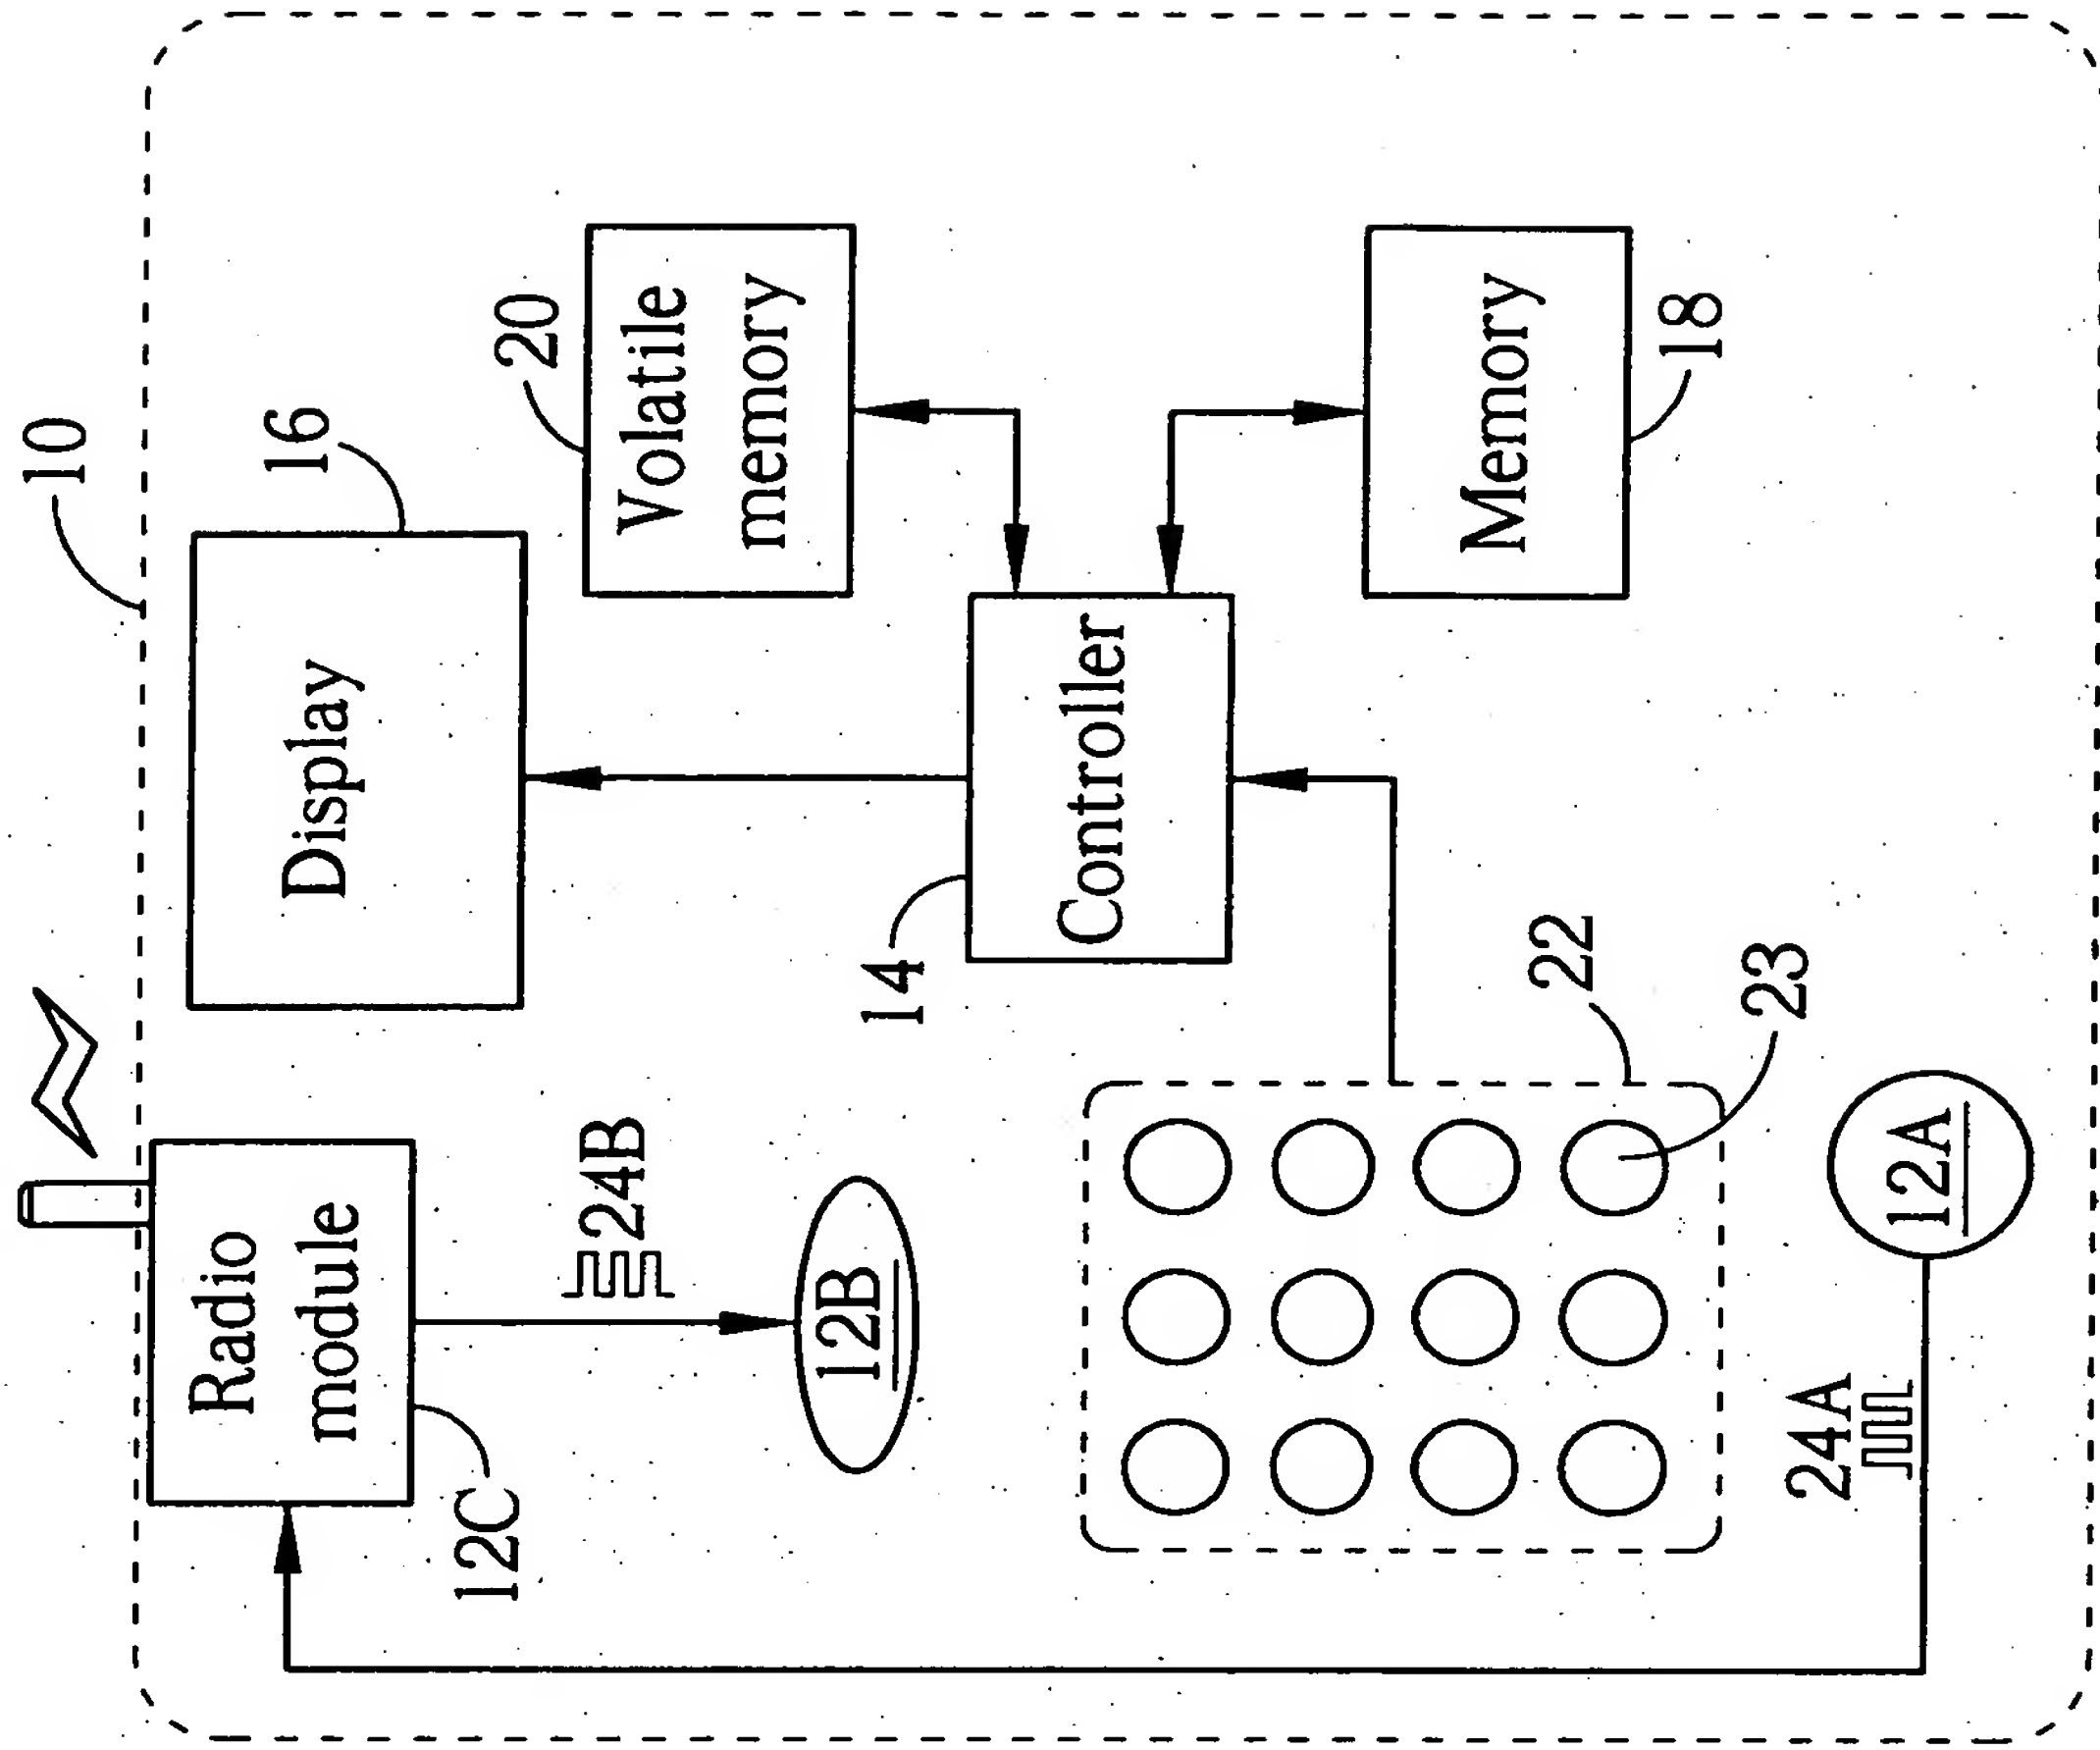 10
16
Display
20
Volatile
memory
14
Controller
Memory
18
Radio
module
12C
24B
12B
22
23
24A
12A